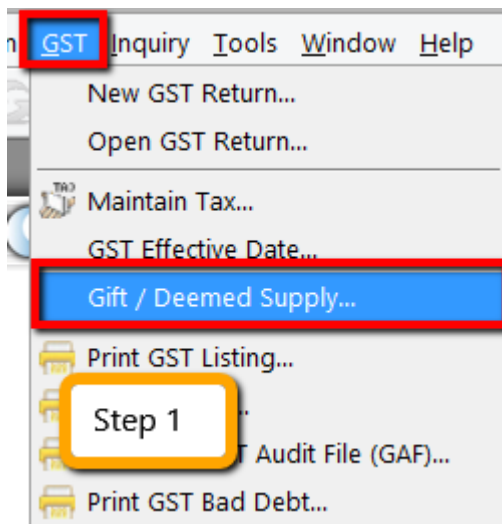 GST Inquiry Tools Window Help
New GST Return...
Open GST Return...
Maintain Tax...
GST Effective Date...
Gift / Deemed Supply...
Print GST Listing...
Step 1
Audit File (GAF)...
Print GST Bad Debt...